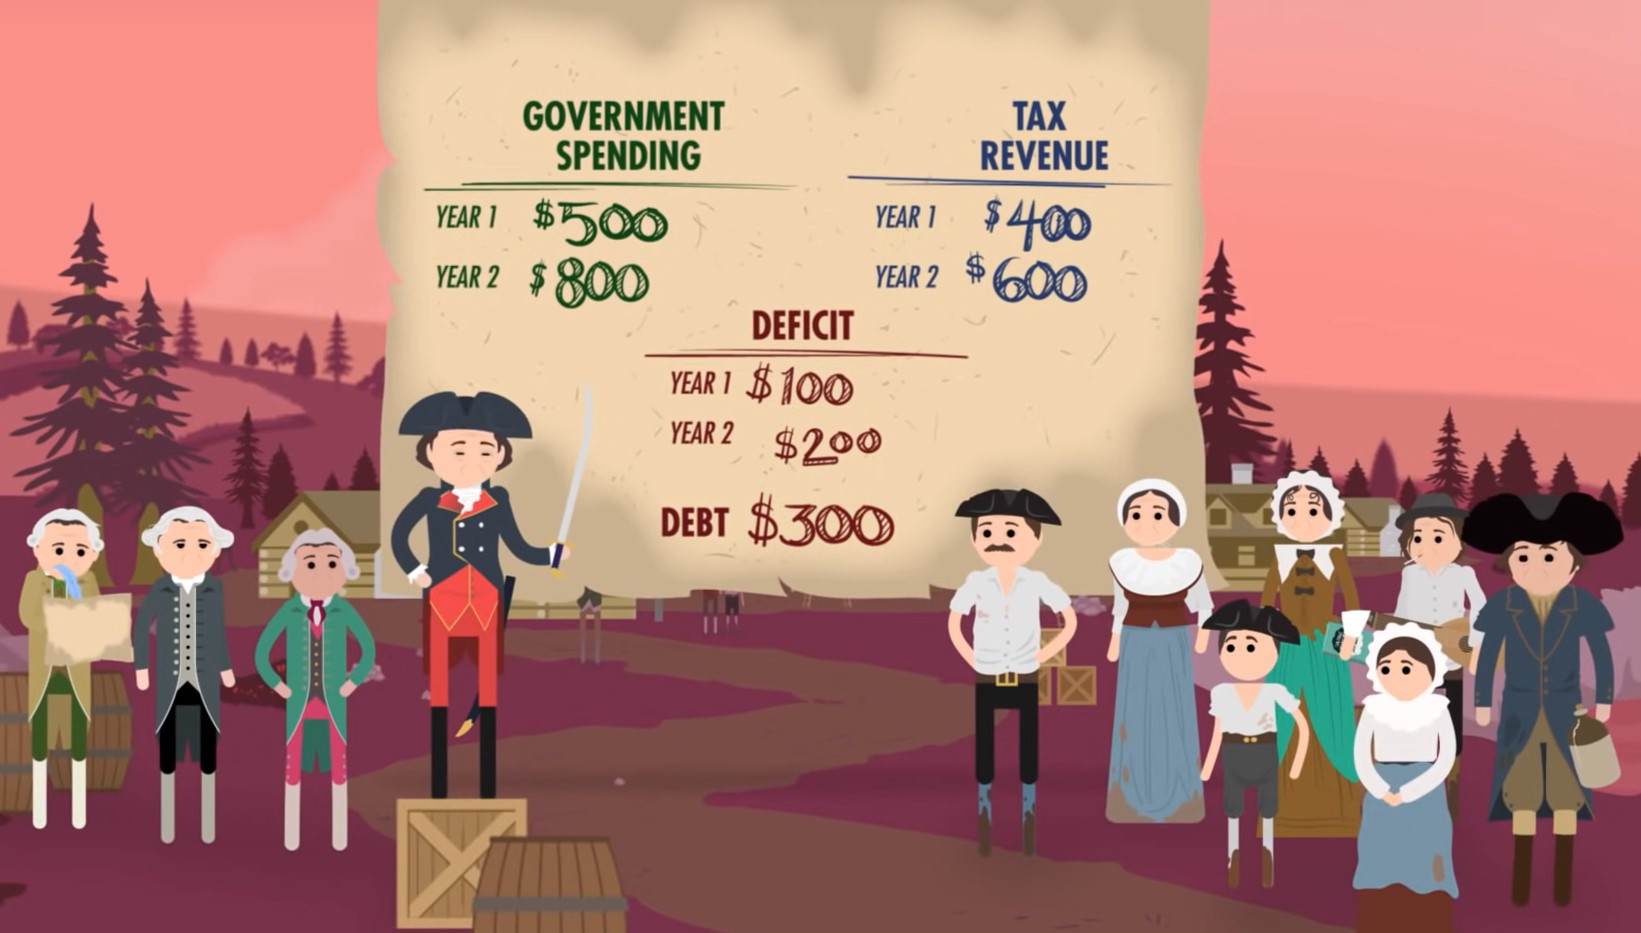 GOVERNMENT
SPENDING
YEAR 1 $500
YEAR 2 $800
TAX
REVENUE
YEAR 1 $400
YEAR 2 $600
DEFICIT
YEAR 1 $100
YEAR 2 $200
DEBT $300